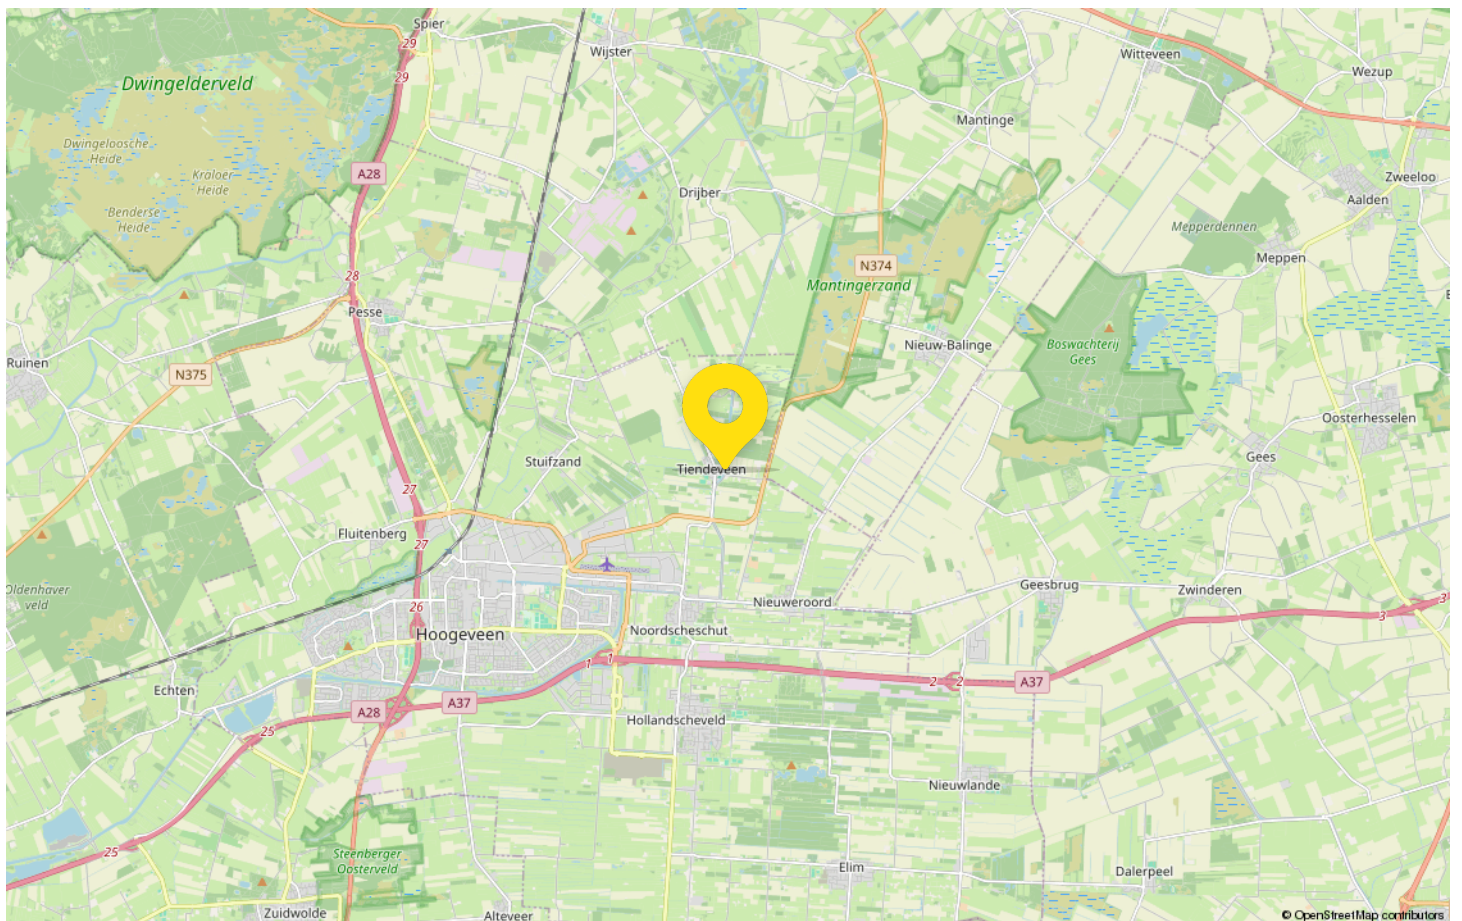 Spier
29
Wijster
Witteveen
Wezup
29
Dwingelderveld
Mantinge
Dwingeloosche
Heide
A28
Kraloer
Heide
Zweeloo
Drijber
Aalden
Benderse
Heide
Mepperdennen
Meppen
N374
28
Mantingerzand
Pesse
Nieuw-Balinge
Boswachterij
Gees
Ruinen
N375
Oosterhesselen
Gees
Stuifzand
Tiendeveen
27
Fluitenberg
27
Oldenhaver
veld
Geesbrug
Zwinderen
3
3
Nieuweroord
26
Hoogeveen
Noordscheschut
1
1
2
2
A37
Echten
A37
A28
Hollandscheveld
25
Nieuwlande
25
Steenberger
Oosterveld
Elim
Dalerpeel
Zuidwolde
Alteveer
© OpenStreetMap contributors